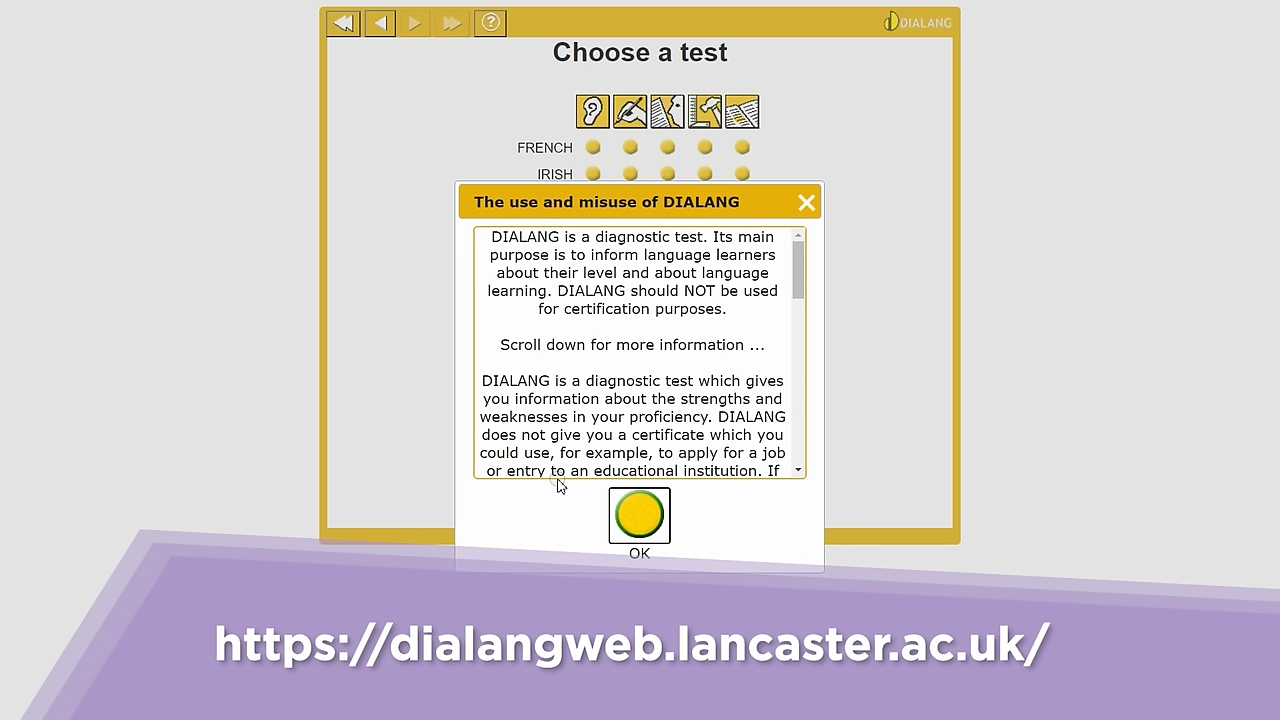 DIALANG
Choose a test
FRENCH
IRISH
The use and misuse of DIALANG
DIALANG is a diagnostic test. Its main
purpose is to inform language learners
about their level and about language
learning. DIALANG should NOT be used
for certification purposes.
Scroll down for more information ...
DIALANG is a diagnostic test which gives
you information about the strengths and
weaknesses in your proficiency. DIALANG
does not give you a certificate which you
could use, for example, to apply for a job
or entry to an educational institution. If
OK
https://dialangweb.lancaster.ac.uk/